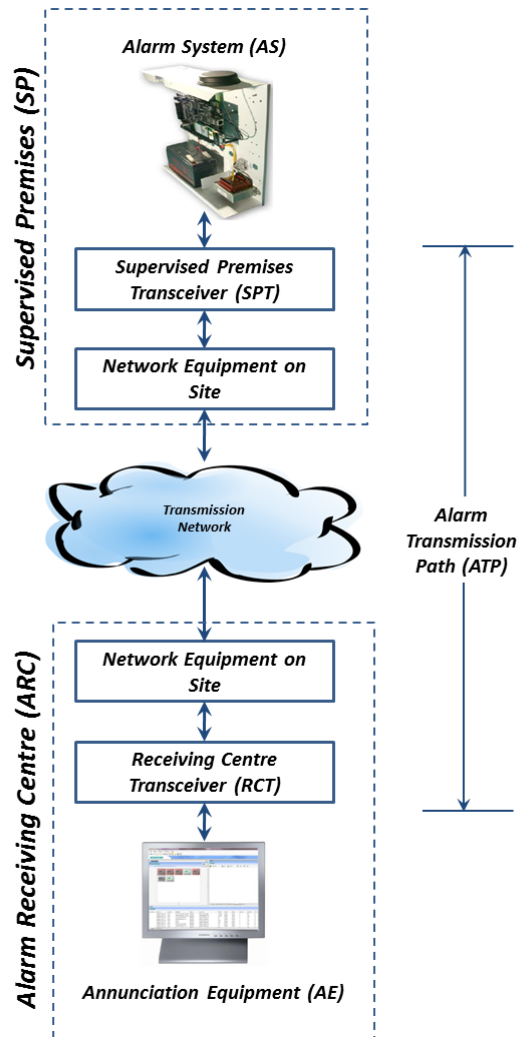 Supervised Premises (SP)
Alarm System (AS)
Supervised Premises
Transceiver (SPT)
Network Equipment on
Site
Transmission
Network
Alarm
Transmission
Path (ATP)
Alarm Receiving Centre (ARC)
Network Equipment on
Site
Receiving Centre
Transceiver (RCT)
Annunciation Equipment (AE)